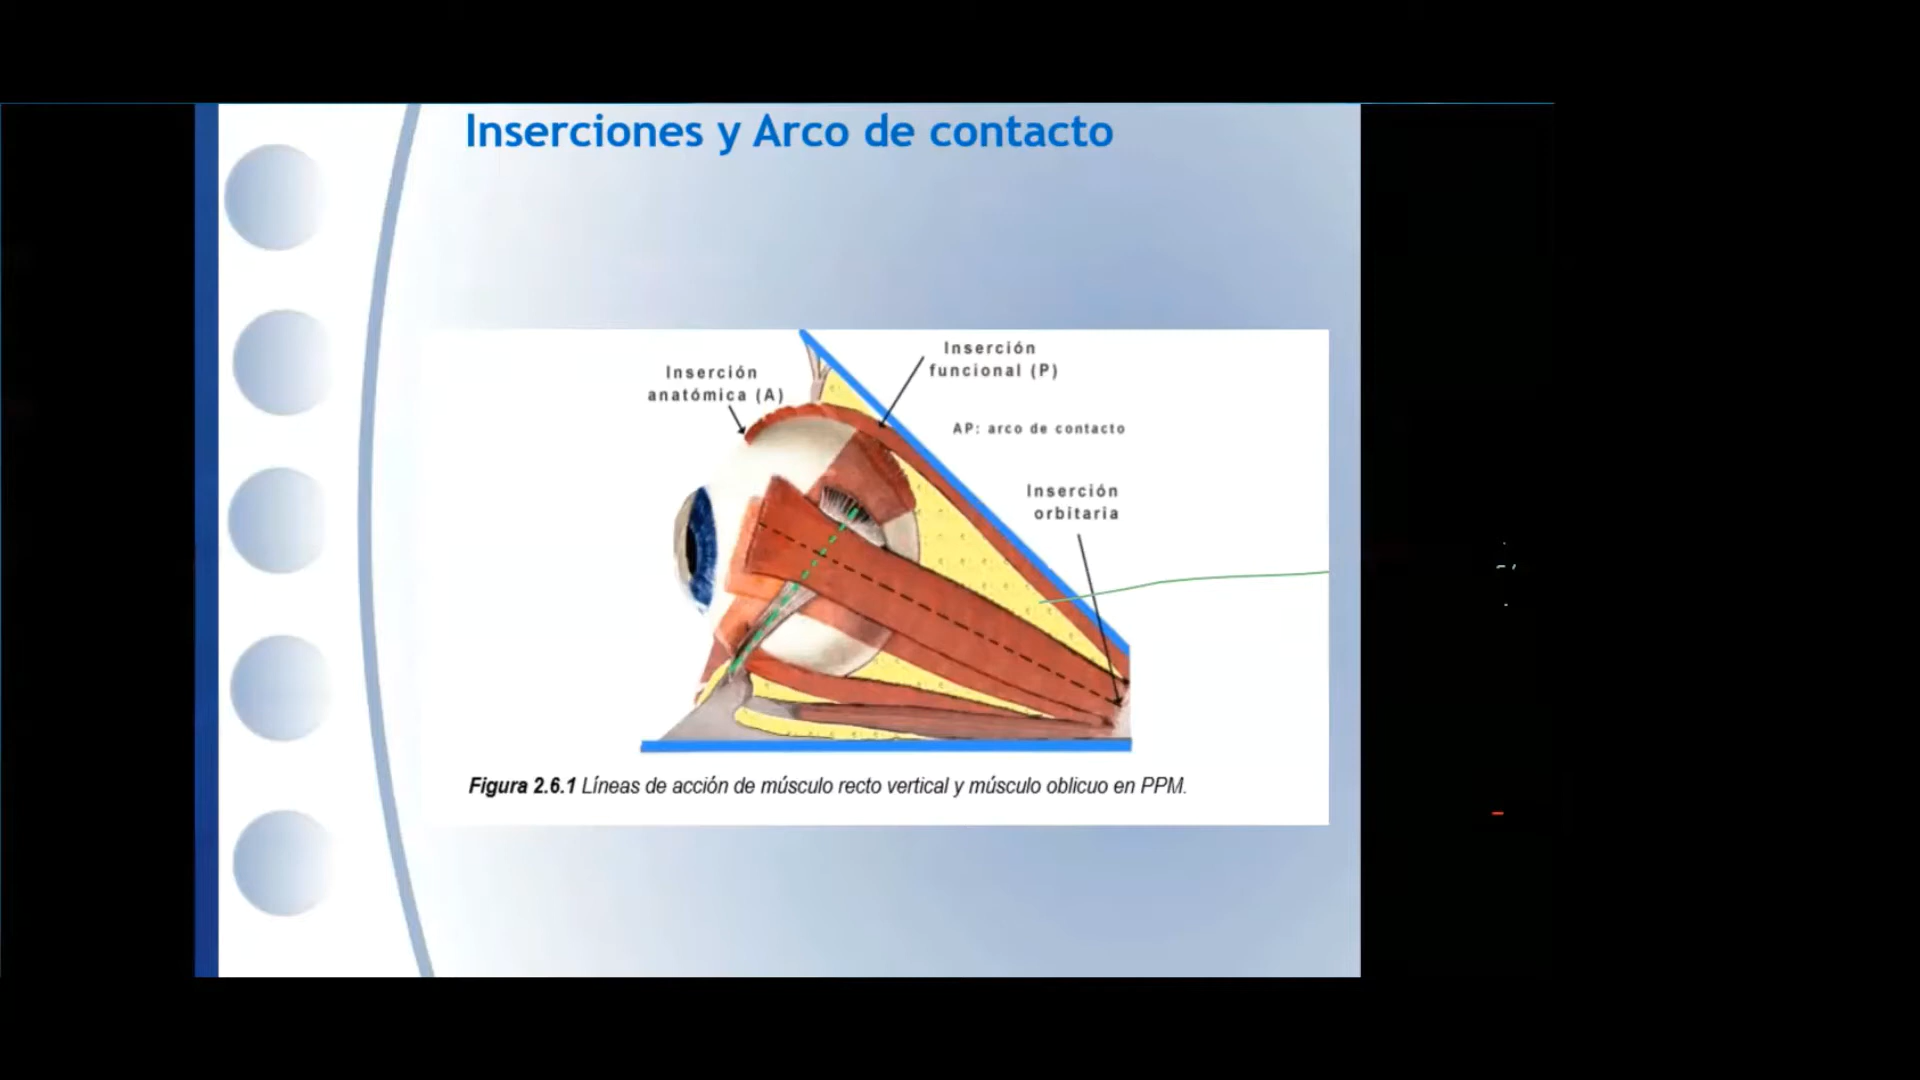 Inserciones y Arco de contacto
Inserción
funcional (P)
Inserción
anatómica (A)
AP: arco de contacto
Inserción
orbitaria
Figura 2.6.1 Líneas de acción de músculo recto vertical y músculo oblicuo en PPM.